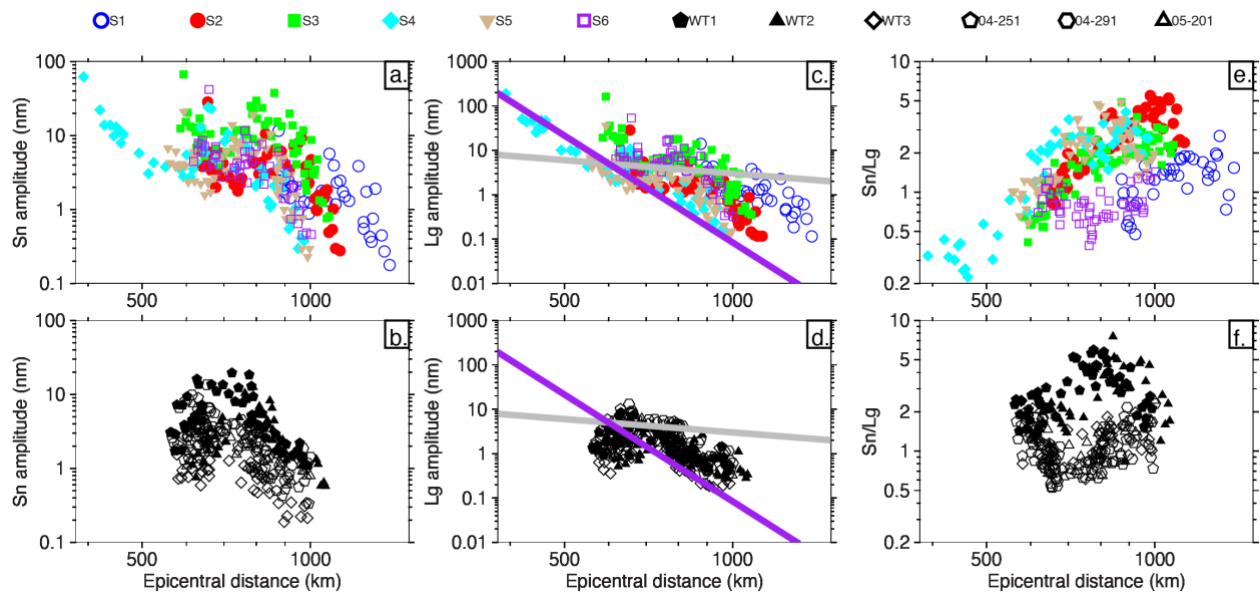 S1 S2 S3 S4 S5 S6 WT1 WT2 WT3 04-251 04-291 05-201
a.
100
10
1
0.1
Sn amplitude (nm)
500 1000
c.
1000
100
10
1
0.1
0.01
Lg amplitude (nm)
500 1000
e.
10
5
2
1
0.5
0.2
Sn/Lg
500 1000
b.
100
10
1
0.1
Sn amplitude (nm)
500 1000
Epicentral distance (km)
d.
1000
100
10
1
0.1
0.01
Lg amplitude (nm)
500 1000
Epicentral distance (km)
f.
10
5
2
1
0.5
0.2
Sn/Lg
500 1000
Epicentral distance (km)